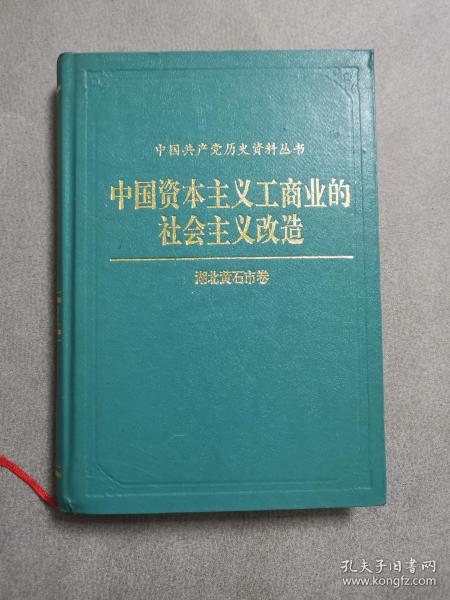 中国共产党历史资料丛书
中国资本主义工商业的
社会主义改造
湖北黄石市卷
孔夫子旧书网
www.kongfz.com